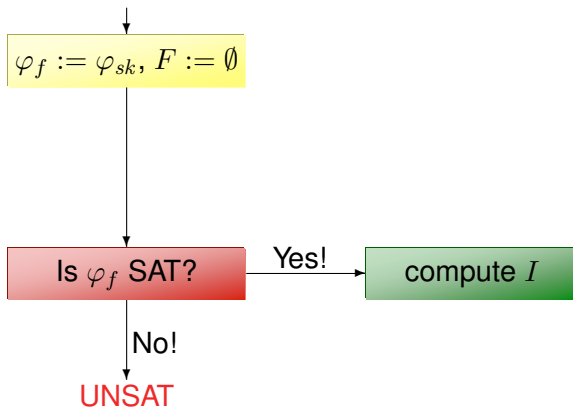 φ_f := φ_sk, F := ∅
Is φ_f SAT?
Yes!
compute I
No!
UNSAT